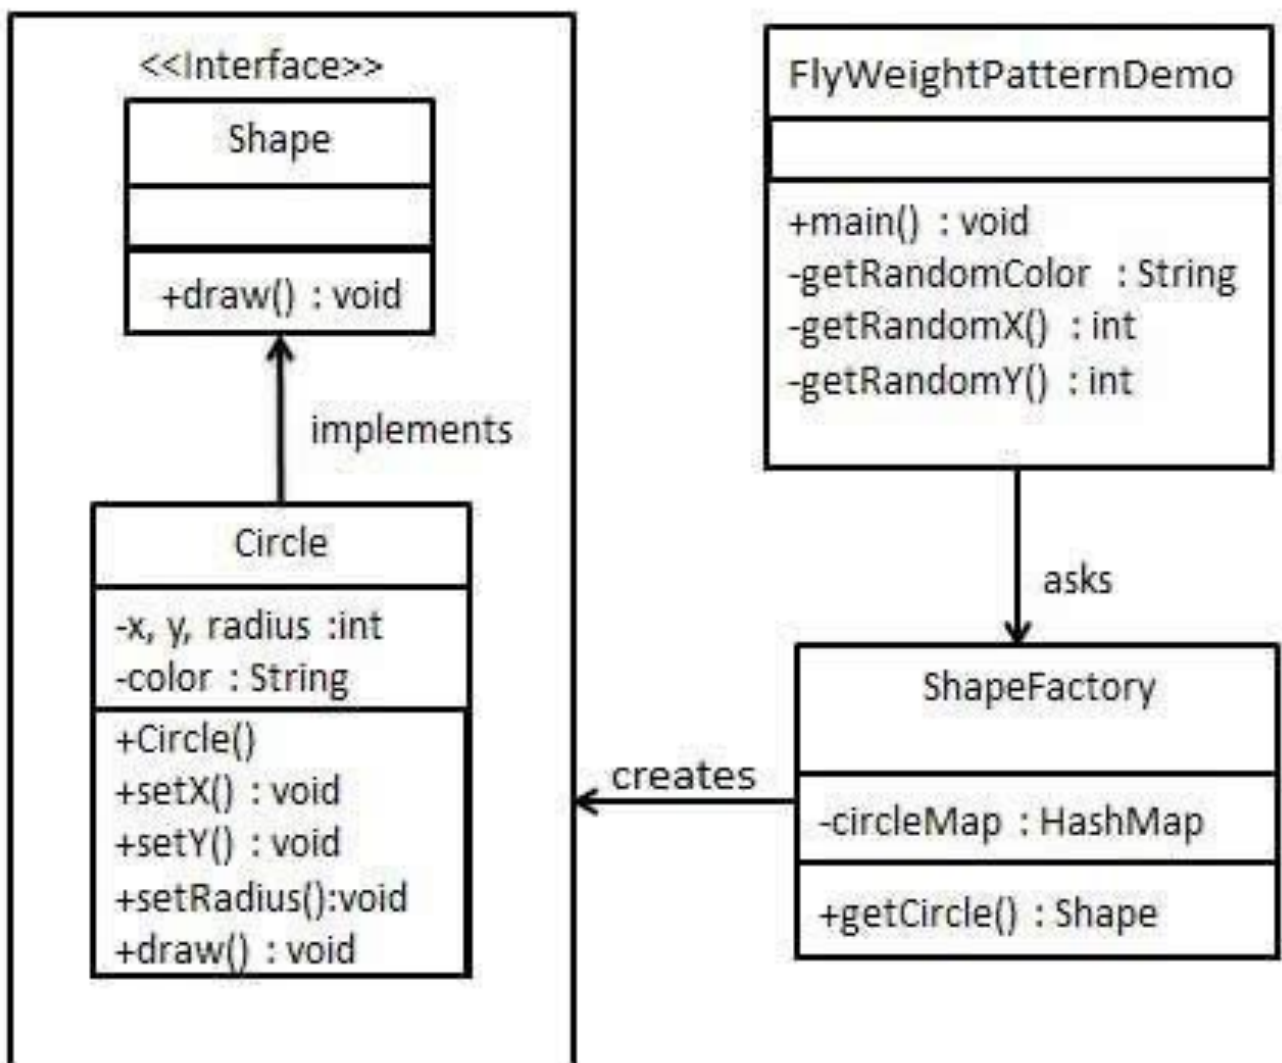 <<Interface>>
Shape
+draw() : void
implements
Circle
-x, y, radius :int
-color : String
+Circle()
+setX() : void
+setY() : void
+setRadius():void
+draw() : void
FlyWeightPatternDemo
+main() : void
-getRandomColor : String
-getRandomX() : int
-getRandomY() : int
asks
ShapeFactory
-circleMap : HashMap
+getCircle() : Shape
creates